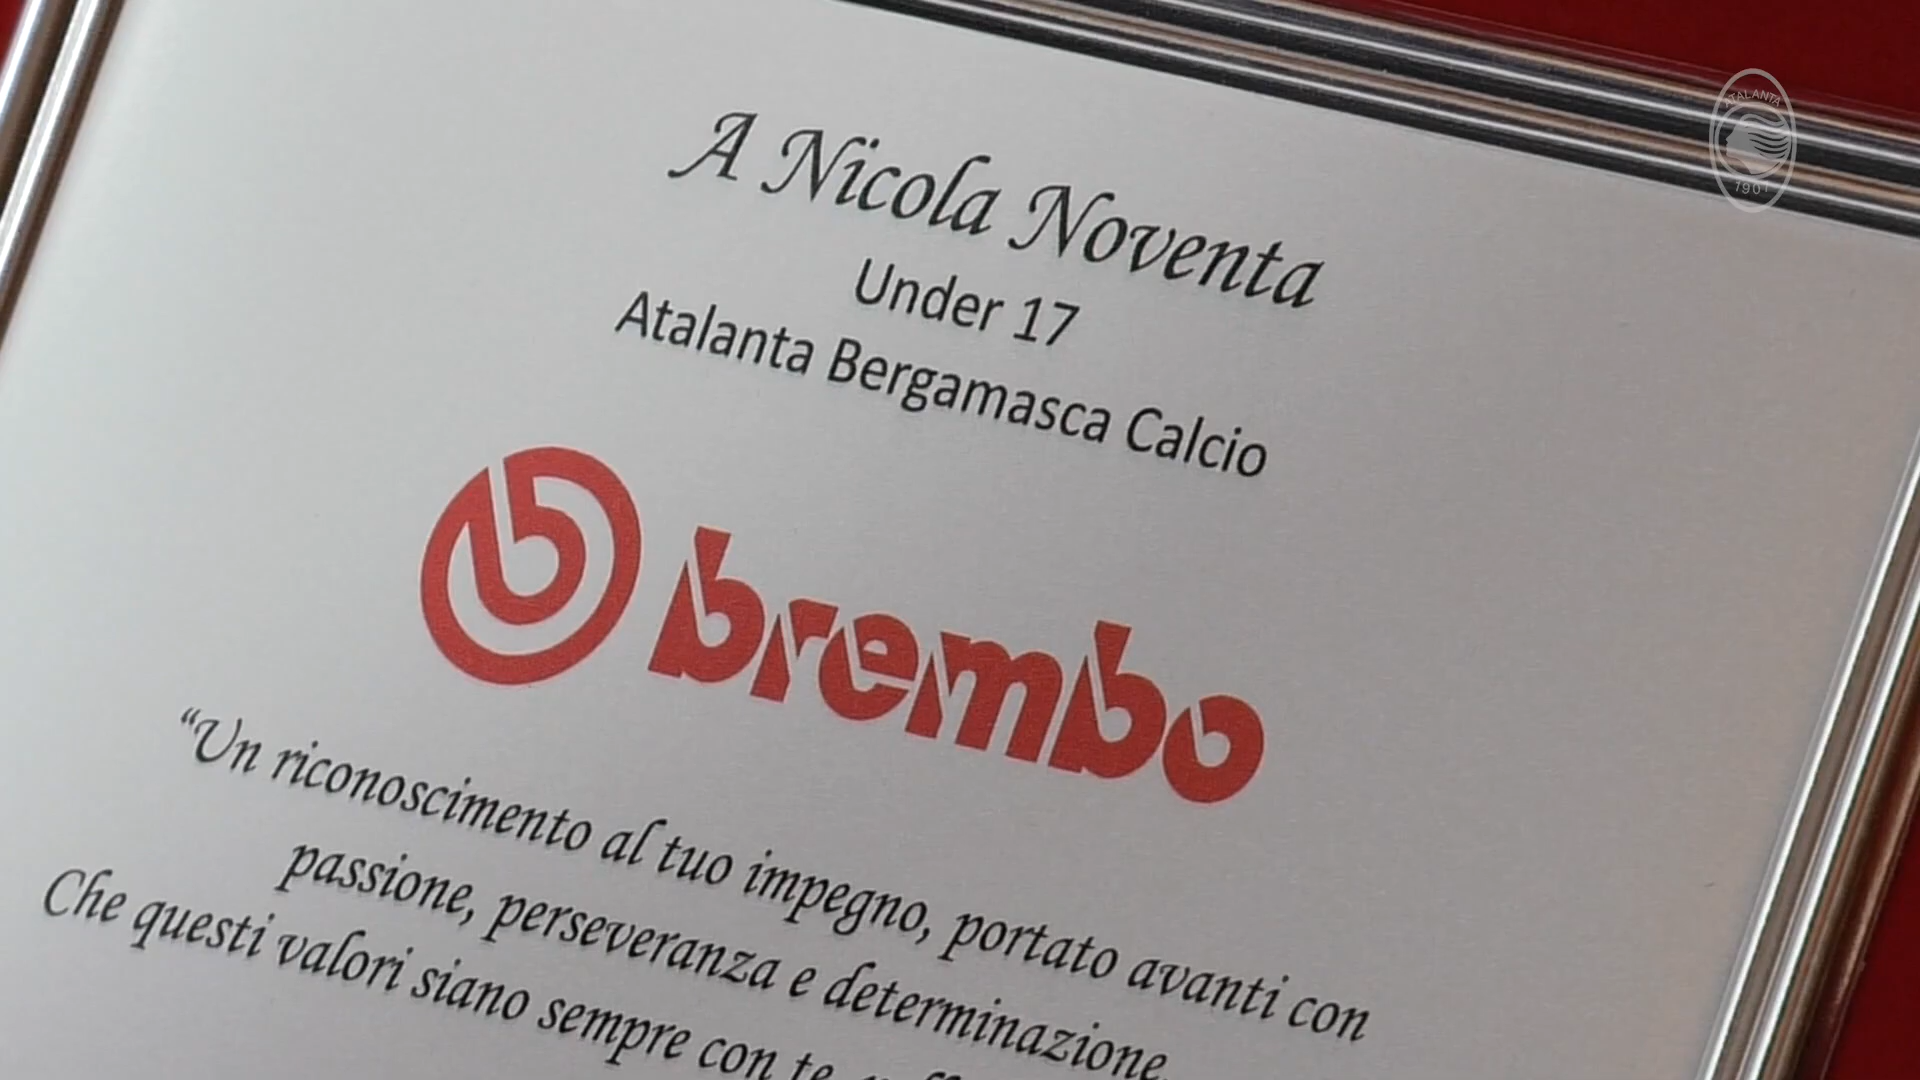 ATALANTA
1907
A Nicola Noventa
Under 17
Atalanta Bergamasca Calcio
brembo
“Un riconoscimento al tuo impegno, portato avanti con
passione, perseveranza e determinazione.
Che questi valori siano sempre con te